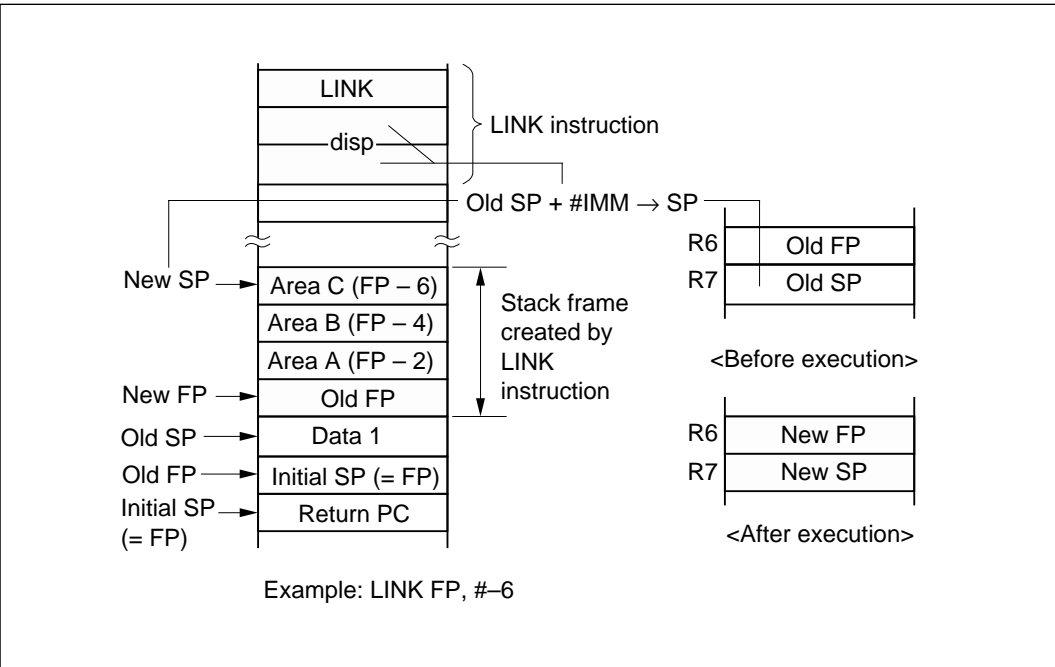 LINK
disp
LINK instruction
Old SP + #IMM → SP
New SP
Area C (FP – 6)
Area B (FP – 4)
Area A (FP – 2)
New FP
Old FP
Old SP
Data 1
Old FP
Initial SP (= FP)
Initial SP
(= FP)
Return PC
Stack frame
created by
LINK
instruction
R6
Old FP
R7
Old SP
<Before execution>
R6
New FP
R7
New SP
<After execution>
Example: LINK FP, #–6